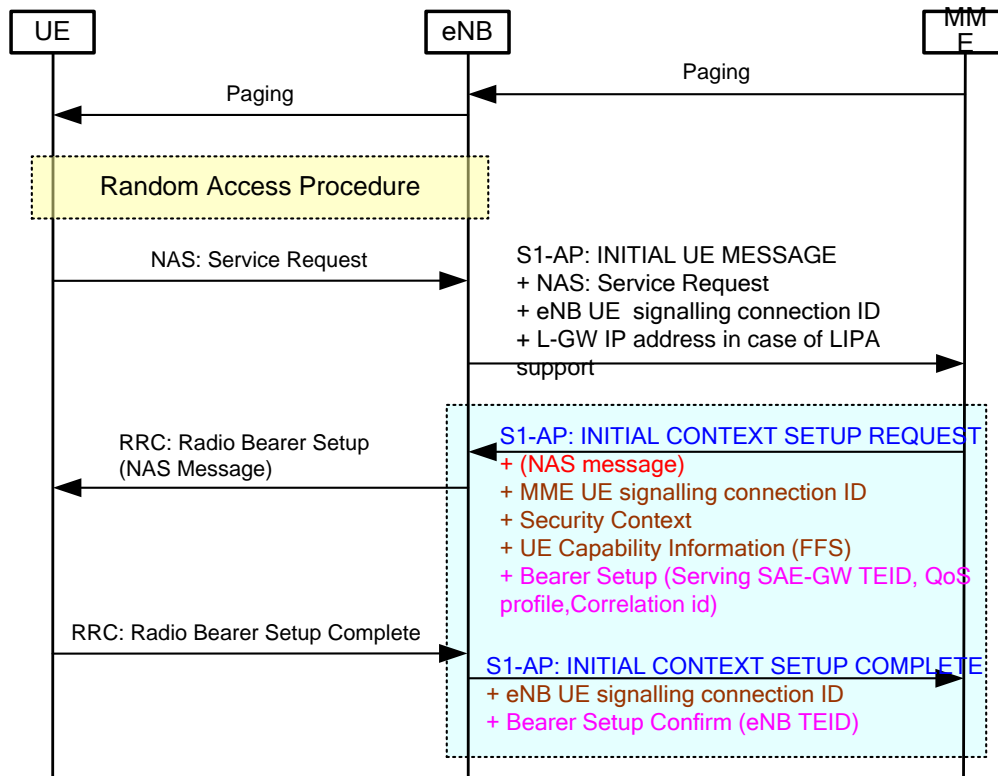 UE
eNB
MM
E
Paging
Paging
Random Access Procedure
NAS: Service Request
S1-AP: INITIAL UE MESSAGE
+ NAS: Service Request
+ eNB UE  signalling connection ID
+ L-GW IP address in case of LIPA
support
RRC: Radio Bearer Setup
(NAS Message)
S1-AP: INITIAL CONTEXT SETUP REQUEST
+ (NAS message)
+ MME UE signalling connection ID
+ Security Context
+ UE Capability Information (FFS)
+ Bearer Setup (Serving SAE-GW TEID, QoS
profile,Correlation id)
RRC: Radio Bearer Setup Complete
S1-AP: INITIAL CONTEXT SETUP COMPLETE
+ eNB UE signalling connection ID
+ Bearer Setup Confirm (eNB TEID)